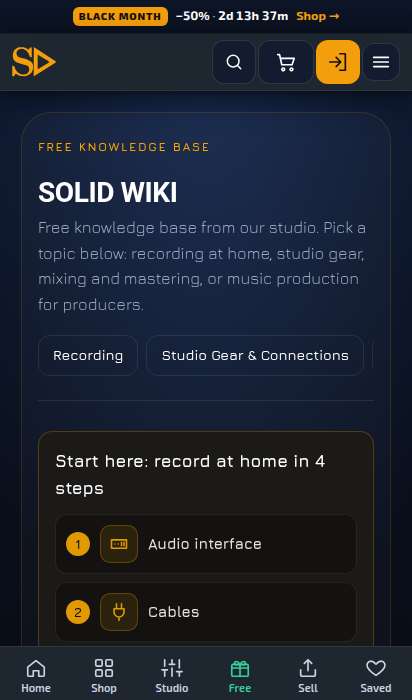 BLACK MONTH −50% · 2d 13h 37m Shop →
SD
FREE KNOWLEDGE BASE
SOLID WIKI
Free knowledge base from our studio. Pick a
topic below: recording at home, studio gear,
mixing and mastering, or music production
for producers.
Recording
Studio Gear & Connections
Start here: record at home in 4
steps
1 Audio interface
2 Cables
Home
Shop
Studio
Free
Sell
Saved